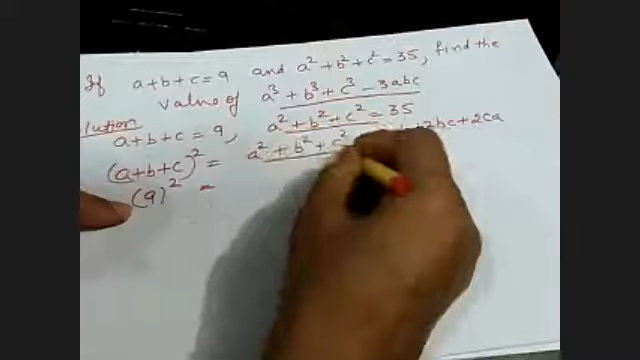 If a+b+c=9 and a²+b²+c²=35, find the
value of a³+b³+c³-3abc
a+b+c=9, a²+b²+c²=35
(a+b+c)² = a²+b²+c² +2bc+2ca
(9)² =